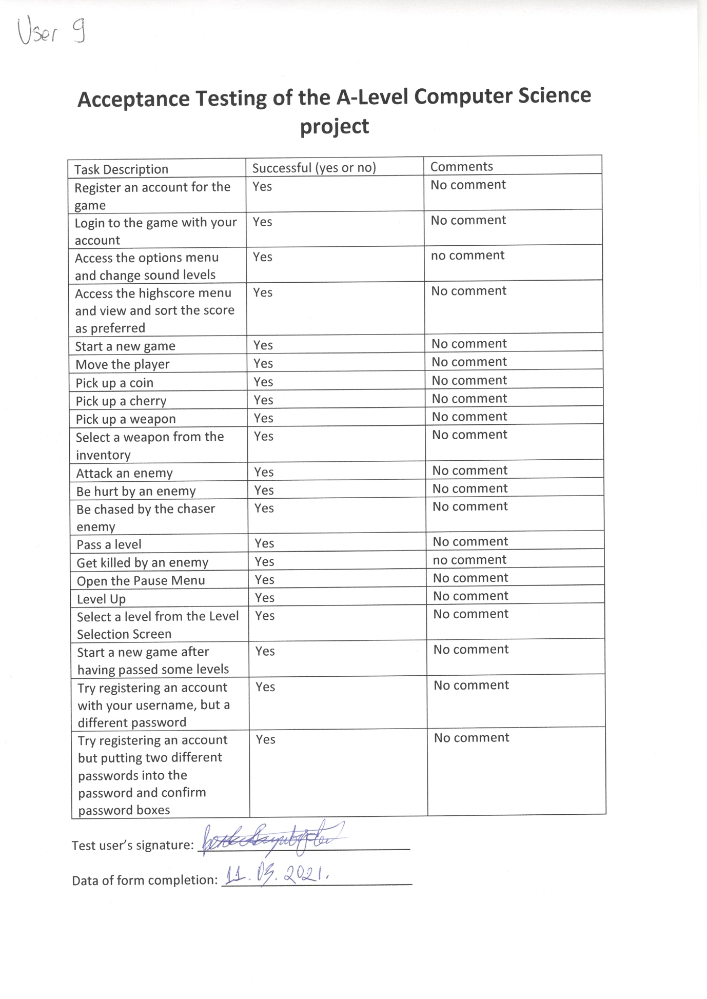 User 9
Acceptance Testing of the A-Level Computer Science
project
Task Description Successful (yes or no) Comments
Register an account for the Yes No comment
game
Login to the game with your Yes No comment
account
Access the options menu Yes no comment
and change sound levels
Access the highscore menu Yes No comment
and view and sort the score
as preferred
Start a new game Yes No comment
Move the player Yes No comment
Pick up a coin Yes No comment
Pick up a cherry Yes No comment
Pick up a weapon Yes No comment
Select a weapon from the Yes No comment
inventory
Attack an enemy Yes No comment
Be hurt by an enemy Yes No comment
Be chased by the chaser Yes No comment
enemy
Pass a level Yes No comment
Get killed by an enemy Yes no comment
Open the Pause Menu Yes No comment
Level Up Yes No comment
Select a level from the Level Yes No comment
Selection Screen
Start a new game after Yes No comment
having passed some levels
Try registering an account Yes No comment
with your username, but a
different password
Try registering an account Yes No comment
but putting two different
passwords into the
password and confirm
password boxes
Test user's signature:
Data of form completion: 11. 03. 2021.